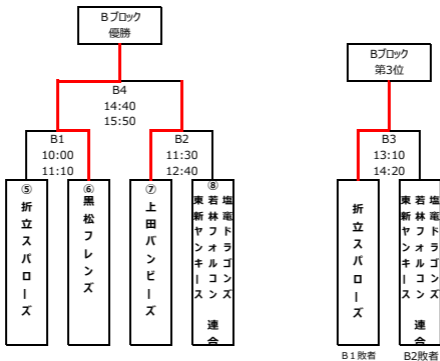 Bブロック
優勝
Bブロック
第3位
B4
14:40
15:50
B1
10:00
11:10
B2
11:30
12:40
B3
13:10
14:20
⑤折立スパローズ
⑥黒松フレンズ
⑦上田バンビーズ
⑧
塩竈ドラゴンズ
若林フォルコン 連合
東新ヤンキース
折立スパローズ
塩竈ドラゴンズ
若林フォルコン 連合
東新ヤンキース
B1敗者
B2敗者